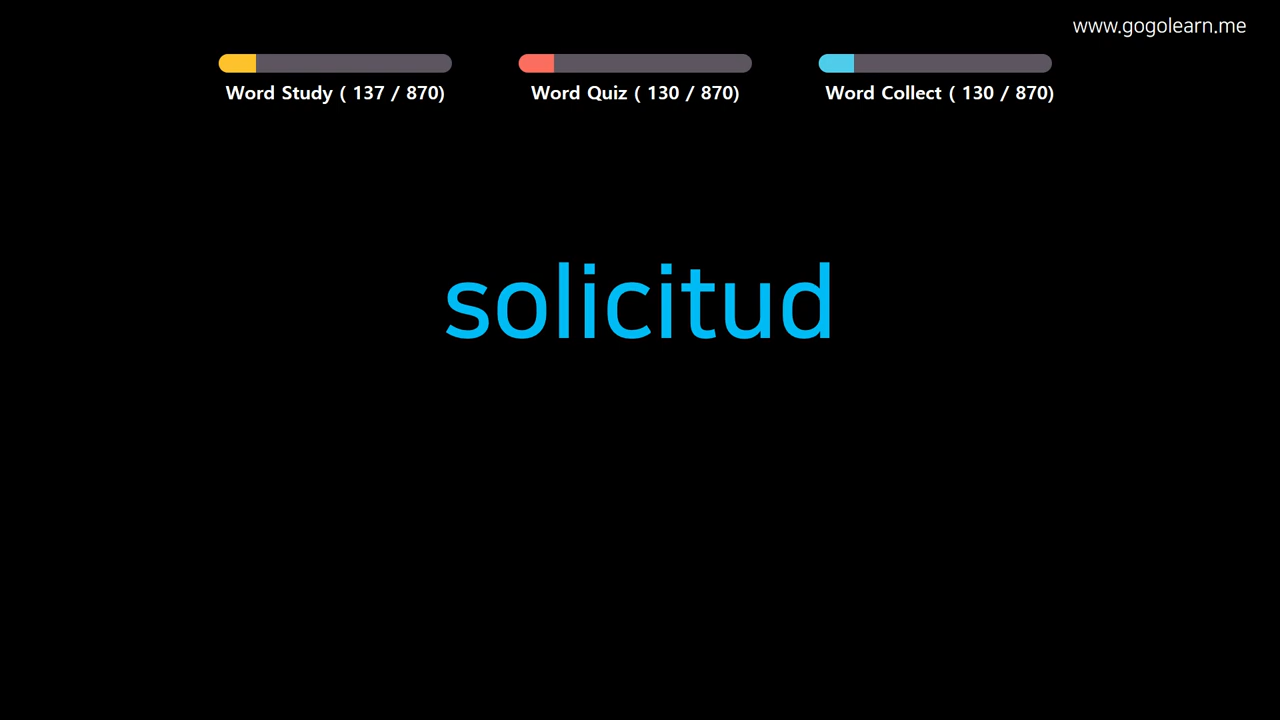 www.gogolearn.me
Word Study ( 137 / 870)
Word Quiz ( 130 / 870)
Word Collect ( 130 / 870)
solicitud